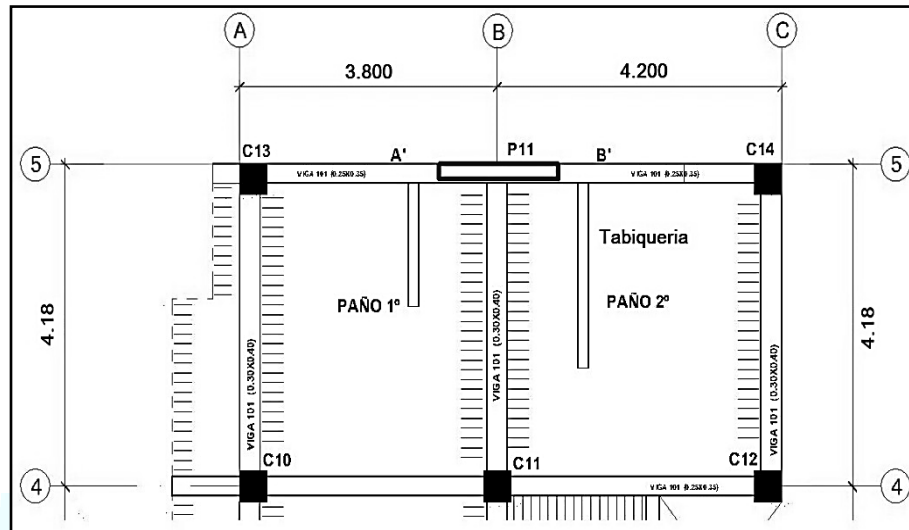 A
B
C
3.800
4.200
C13
A'
P11
B'
C14
5
VIGA 101 (0.25X0.35)
VIGA 101 (0.25X0.35)
5
Tabiqueria
PAÑO 1º
PAÑO 2º
4.18
VIGA 101 (0.30X0.40)
VIGA 101 (0.30X0.40)
VIGA 101 (0.30X0.40)
4.18
C10
C11
C12
4
VIGA 101 (0.25X0.35)
4